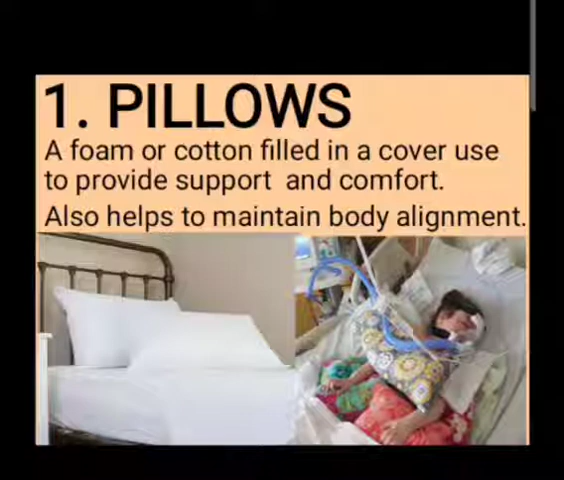 1. PILLOWS
A foam or cotton filled in a cover use
to provide support and comfort.
Also helps to maintain body alignment.